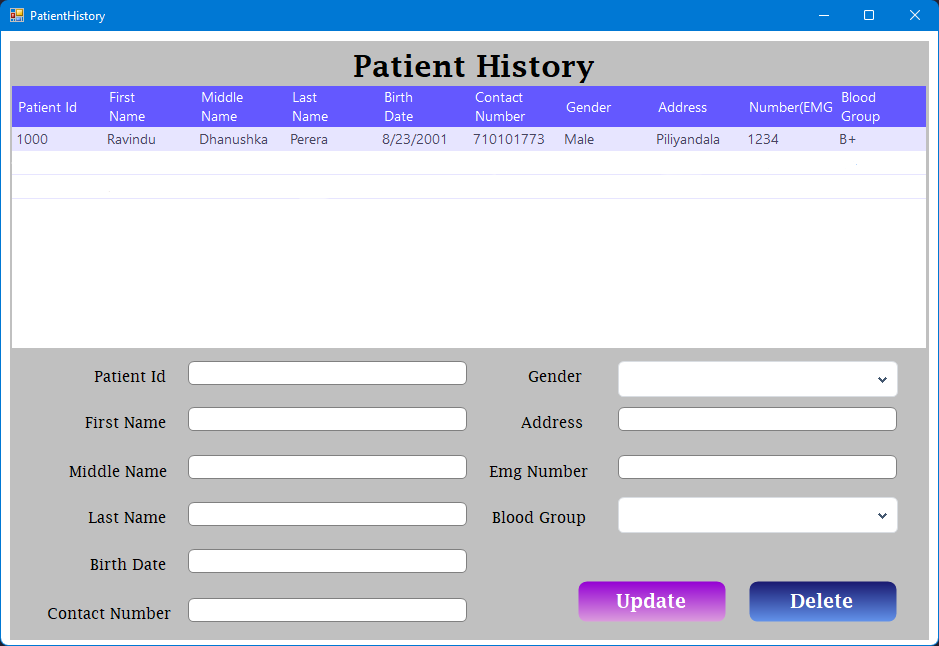 PatientHistory
Patient History
Patient Id First Name Middle Name Last Name Birth Date Contact Number Gender Address Number(EMG Blood Group
1000 Ravindu Dhanushka Perera 8/23/2001 710101773 Male Piliyandala 1234 B+
Patient Id Gender
First Name Address
Middle Name Emg Number
Last Name Blood Group
Birth Date
Update Delete
Contact Number